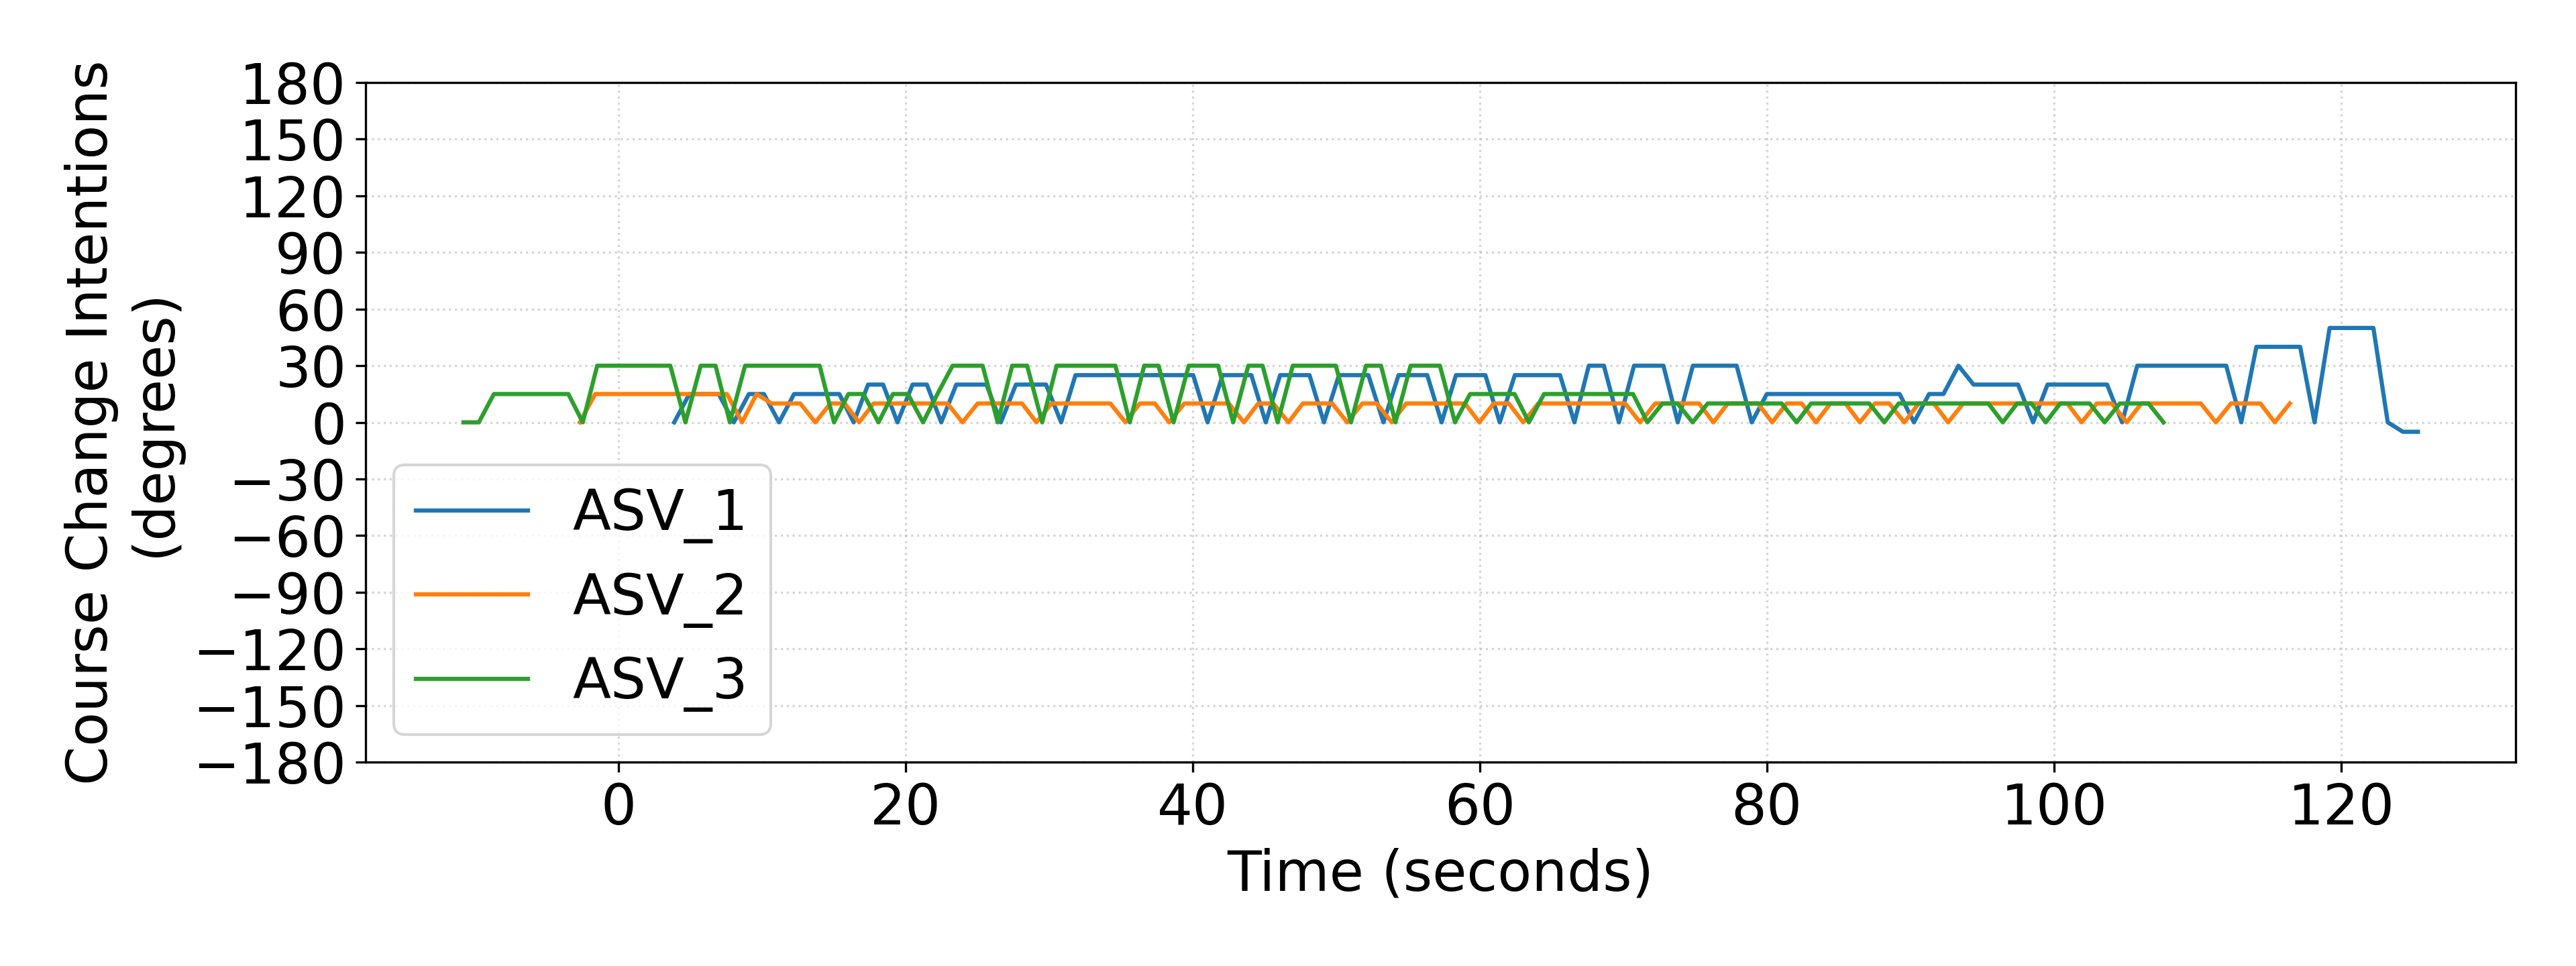 Course Change Intentions
(degrees)
180
150
120
90
60
30
0
−30
−60
−90
−120
−150
−180
ASV_1
ASV_2
ASV_3
0 20 40 60 80 100 120
Time (seconds)